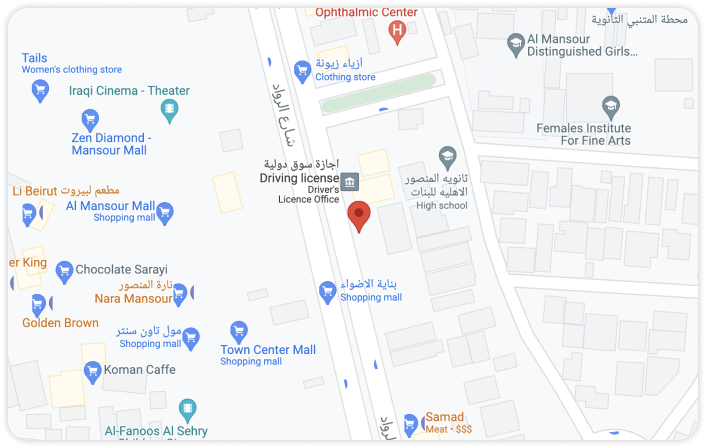 Ophthalmic Center
محطة المتنبي الثانوية
Al Mansour
Distinguished Girls...
Tails
Women's clothing store
أزياء زيونة
Clothing store
Iraqi Cinema - Theater
شارع الرواد
Zen Diamond -
Mansour Mall
Females Institute
For Fine Arts
اجازة سوق دولية
Driving license
Driver's
Licence Office
ثانويه المنصور
الاهليه للبنات
High school
Li Beirut مطعم لبيروت
Al Mansour Mall
Shopping mall
er King
Chocolate Sarayi
نارة المنصور
Nara Mansour
بناية الاضواء
Shopping mall
Golden Brown
مول تاون سنتر
Shopping mall
Town Center Mall
Shopping mall
Koman Caffe
Al-Fanoos Al Sehry
Samad
Meat • $$$